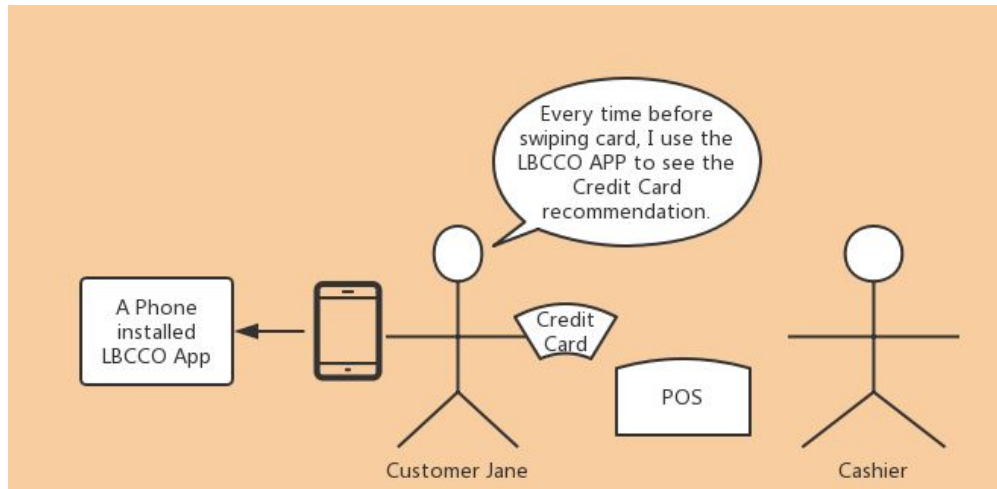 Every time before
swiping card, I use the
LBCCO APP to see the
Credit Card
recommendation.
A Phone
installed
LBCCO App
Credit
Card
POS
Customer Jane
Cashier